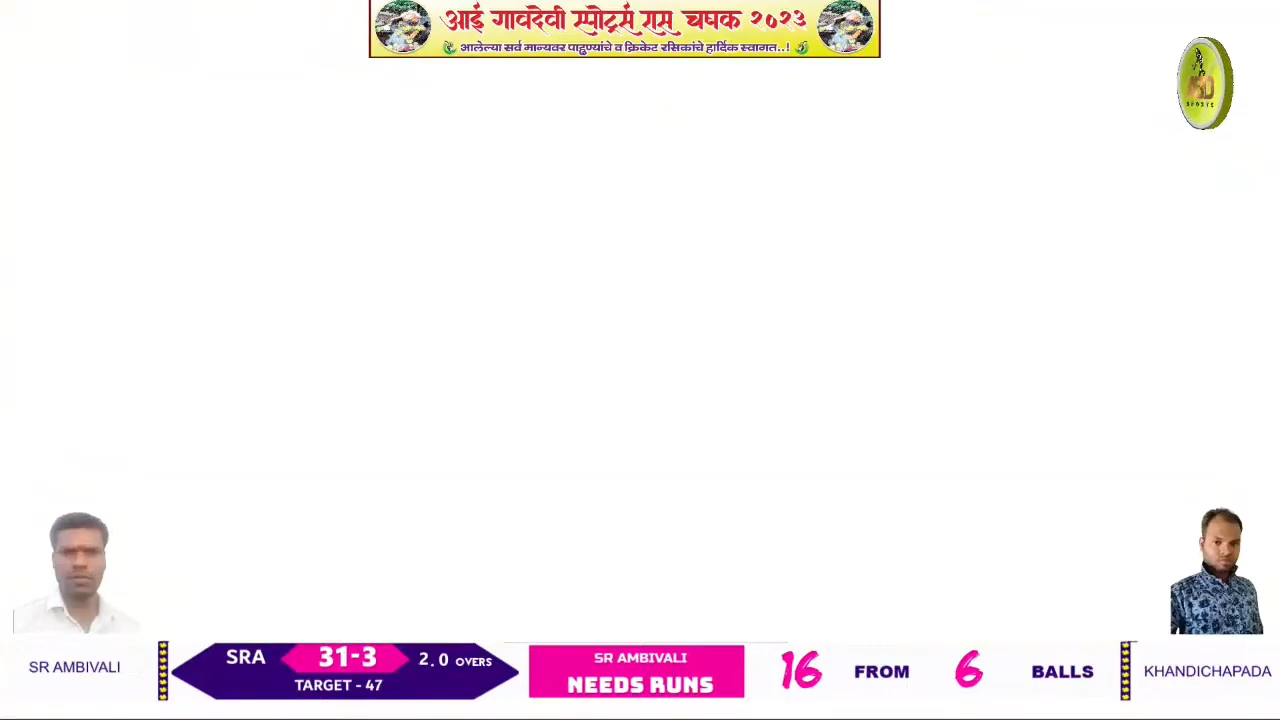 आई गावदेवी स्पोर्ट्स रास चषक २०२३
आलेल्या सर्व मान्यवर पाहुण्यांचे व क्रिकेट रसिकांचे हार्दिक स्वागत..!
SPORTS
SR AMBIVALI
SRA 31-3 2.0 OVERS
TARGET - 47
SR AMBIVALI
NEEDS RUNS
16 FROM 6 BALLS
KHANDICHAPADA